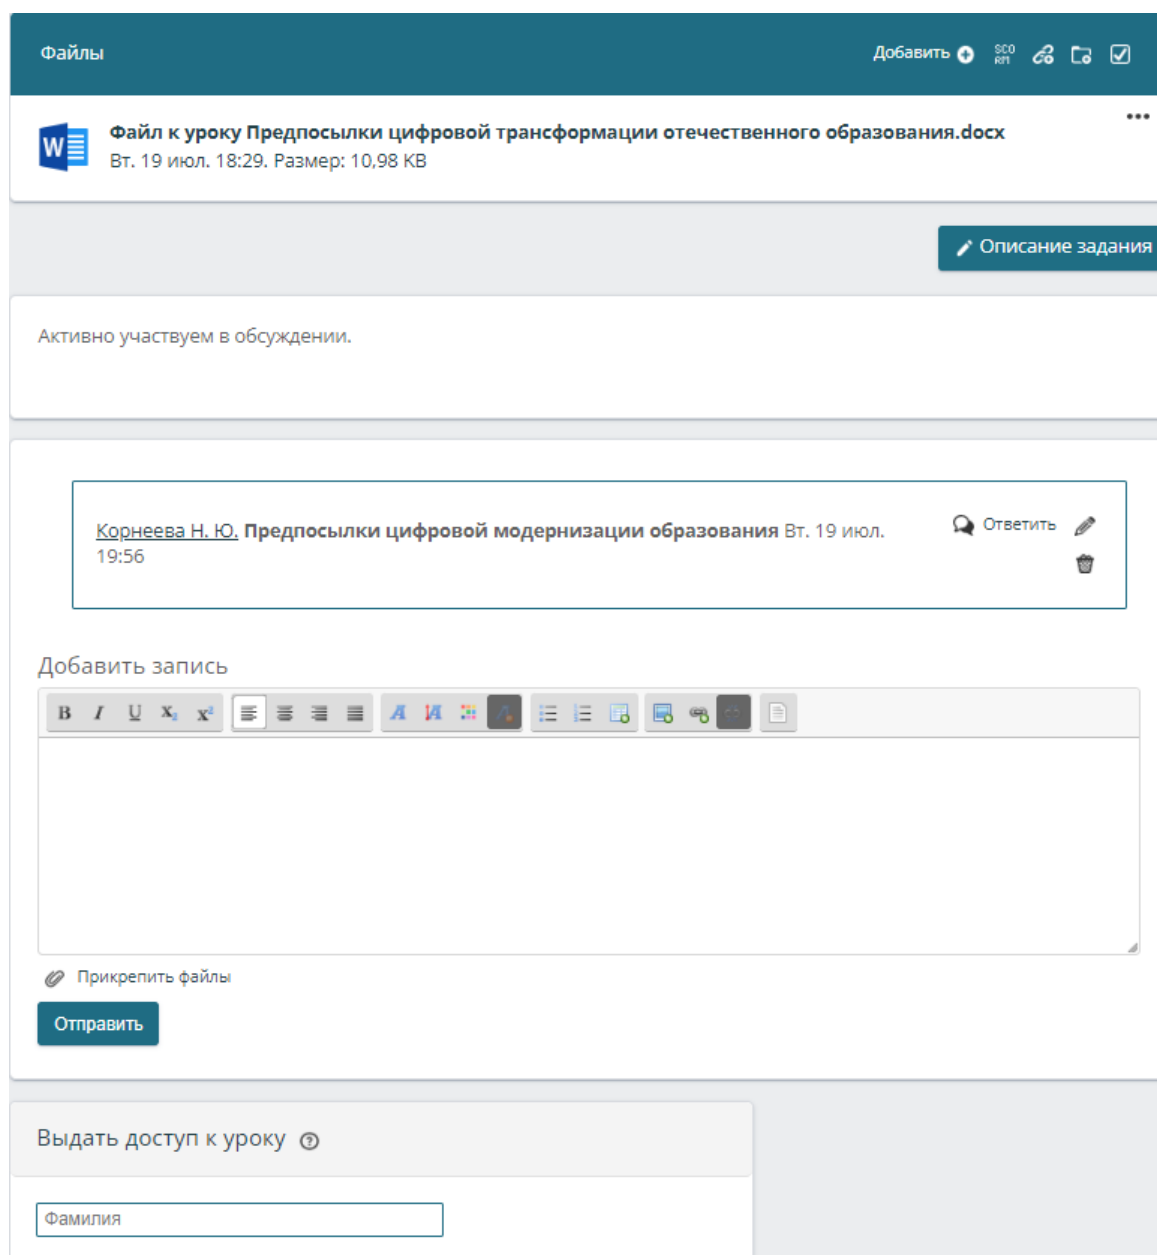 Файлы
Добавить
SCO
RM
Файл к уроку Предпосылки цифровой трансформации отечественного образования.docx
Вт. 19 июл. 18:29. Размер: 10,98 KB
Описание задания
Активно участвуем в обсуждении.
Корнеева Н. Ю. Предпосылки цифровой модернизации образования Вт. 19 июл.
19:56
Ответить
Добавить запись
B I U X₂ X²
Прикрепить файлы
Отправить
Выдать доступ к уроку
Фамилия